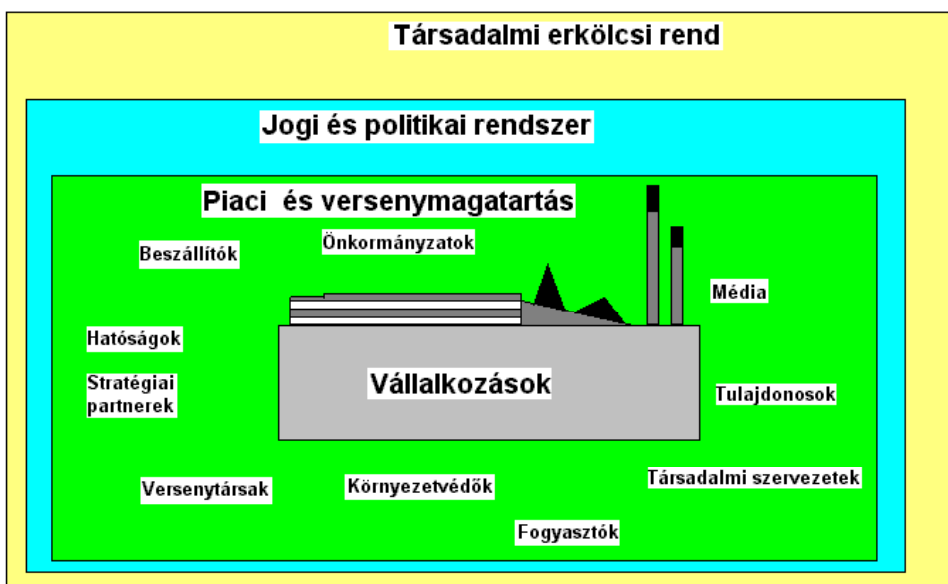 Társadalmi erkölcsi rend
Jogi és politikai rendszer
Piaci és versenymagatartás
Önkormányzatok
Beszállítók
Média
Hatóságok
Stratégiai
partnerek
Vállalkozások
Tulajdonosok
Társadalmi szervezetek
Versenytársak
Környezetvédők
Fogyasztók